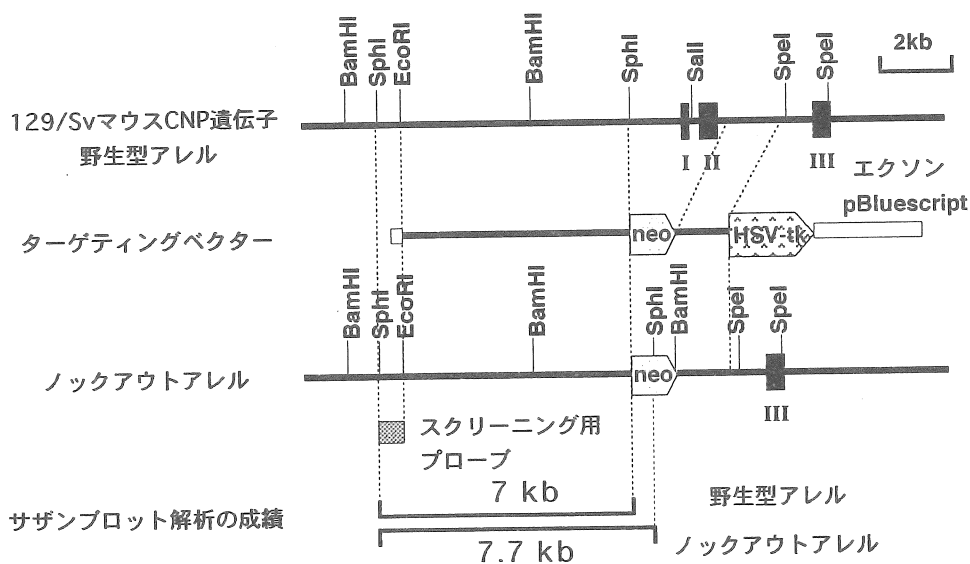 BamHI
SphI
EcoRI
BamHI
SphI
SalI
SpeI
SpeI
2kb
129/SvマウスCNP遺伝子
野生型アレル
I
II
III
エクソン
pBluescript
ターゲティングベクター
neo
HSV-tk
BamHI
SphI
EcoRI
BamHI
SphI
BamHI
SpeI
SpeI
ノックアウトアレル
neo
III
スクリーニング用
プローブ
7 kb
野生型アレル
サザンブロット解析の成績
7.7 kb
ノックアウトアレル